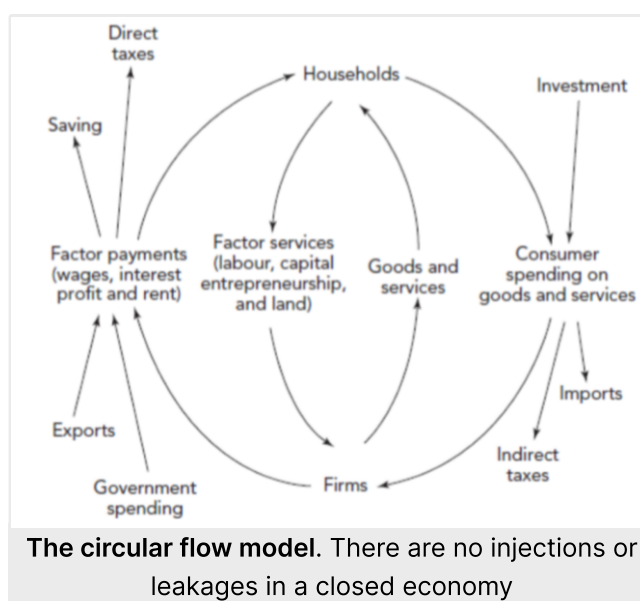 Direct
taxes
Households
Investment
Saving
Factor payments
(wages, interest
profit and rent)
Factor services
(labour, capital
entrepreneurship,
and land)
Goods and
services
Consumer
spending on
goods and services
Exports
Imports
Government
spending
Firms
Indirect
taxes
The circular flow model. There are no injections or
leakages in a closed economy